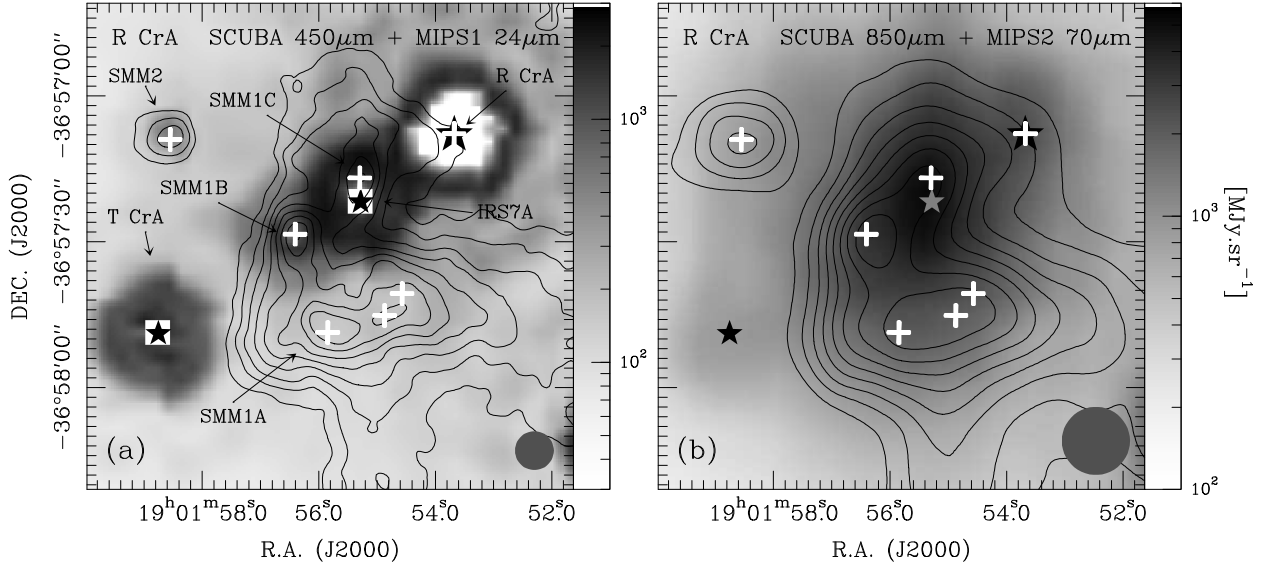 R CrA SCUBA 450μm + MIPS1 24μm
R CrA SCUBA 850μm + MIPS2 70μm
SMM2
R CrA
SMM1C
SMM1B
IRS7A
T CrA
SMM1A
(a)
(b)
DEC. (J2000)
−36°57′00′′
−36°57′30′′
−36°58′00′′
10³
10²
10³
10²
[MJy.sr⁻¹]
19ʰ01ᵐ58.ˢ0 56.ˢ0 54.ˢ0 52.ˢ0
19ʰ01ᵐ58.ˢ0 56.ˢ0 54.ˢ0 52.ˢ0
R.A. (J2000)
R.A. (J2000)